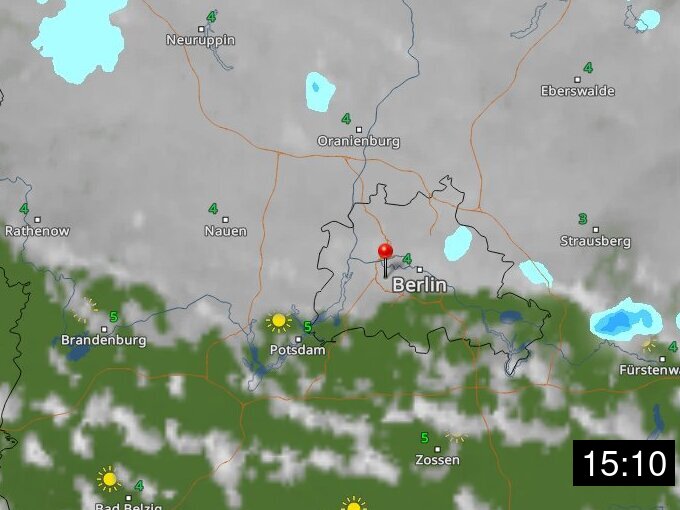 4
Neuruppin
4
Eberswalde
4
Oranienburg
4
Rathenow
4
Nauen
3
Strausberg
4
Berlin
5
Brandenburg
5
Potsdam
4
Fürstenwa
5
Zossen
15:10
4
Bad Belzig